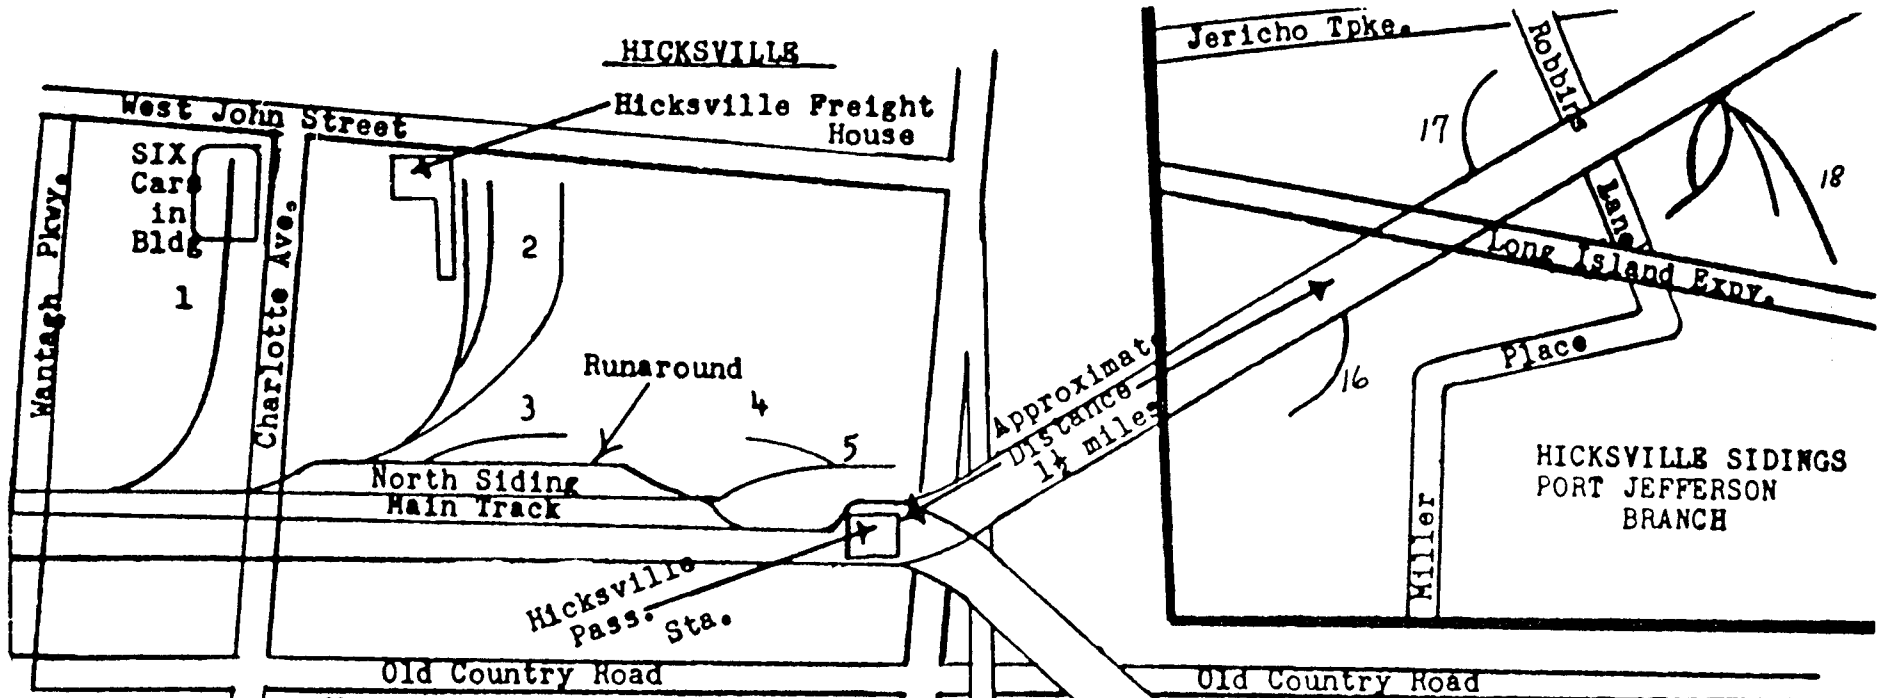 HICKSVILLE
West John Street
Hicksville Freight
House
SIX
Cars
in
Bldg
Wantagh Pkwy.
1
Charlotte Ave.
2
Runaround
3
4
5
North Siding
Main Track
Hicksville
Pass. Sta.
Old Country Road
Approximate
Distance
1½ miles
Jericho Tpke.
Robbins
Lane
17
18
Long Island Expy.
16
Miller
Place
HICKSVILLE SIDINGS
PORT JEFFERSON
BRANCH
Old Country Road